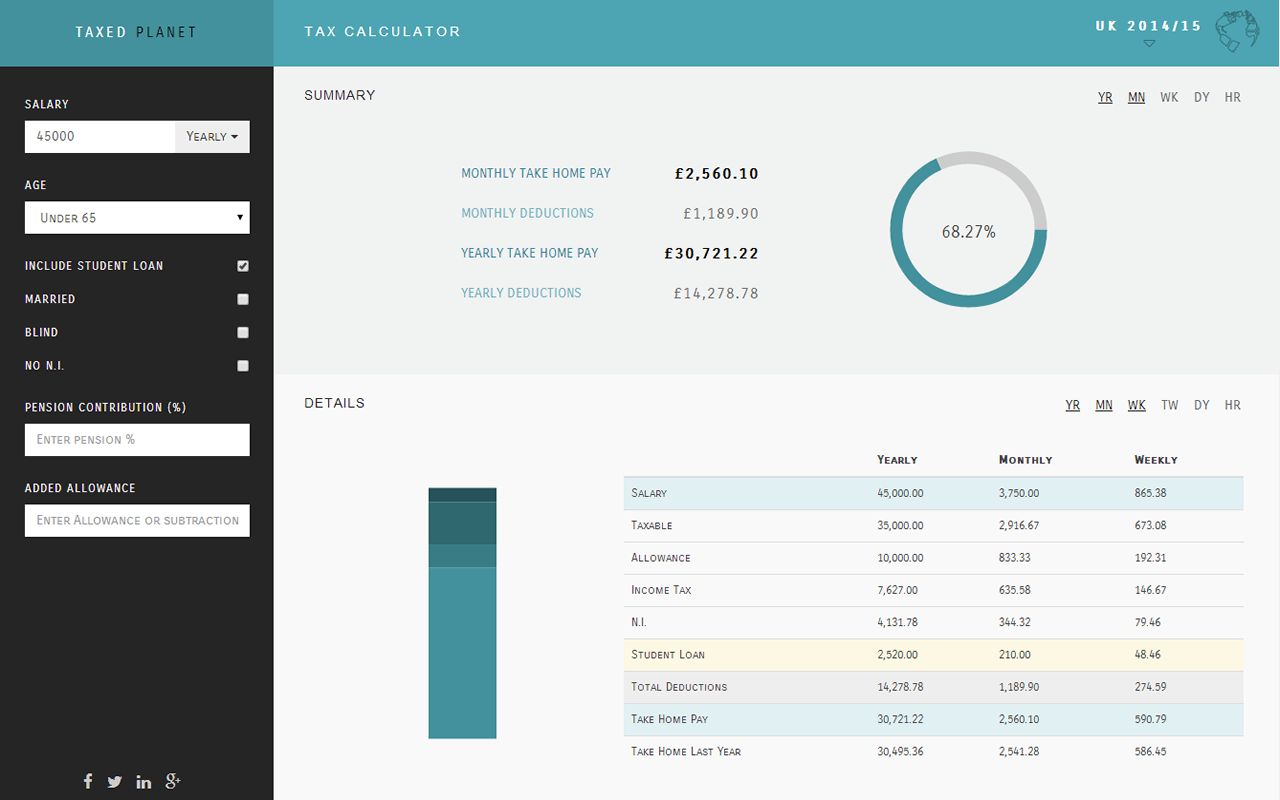 TAXED PLANET
TAX CALCULATOR
UK 2014/15
SALARY
45000 Yearly
AGE
Under 65
INCLUDE STUDENT LOAN
MARRIED
BLIND
NO N.I.
PENSION CONTRIBUTION (%)
Enter pension %
ADDED ALLOWANCE
Enter Allowance or subtraction
SUMMARY
YR MN WK DY HR
MONTHLY TAKE HOME PAY £2,560.10
MONTHLY DEDUCTIONS £1,189.90
YEARLY TAKE HOME PAY £30,721.22
YEARLY DEDUCTIONS £14,278.78
68.27%
DETAILS
YR MN WK TW DY HR
Yearly Monthly Weekly
Salary 45,000.00 3,750.00 865.38
Taxable 35,000.00 2,916.67 673.08
Allowance 10,000.00 833.33 192.31
Income Tax 7,627.00 635.58 146.67
N.I. 4,131.78 344.32 79.46
Student Loan 2,520.00 210.00 48.46
Total Deductions 14,278.78 1,189.90 274.59
Take Home Pay 30,721.22 2,560.10 590.79
Take Home Last Year 30,495.36 2,541.28 586.45